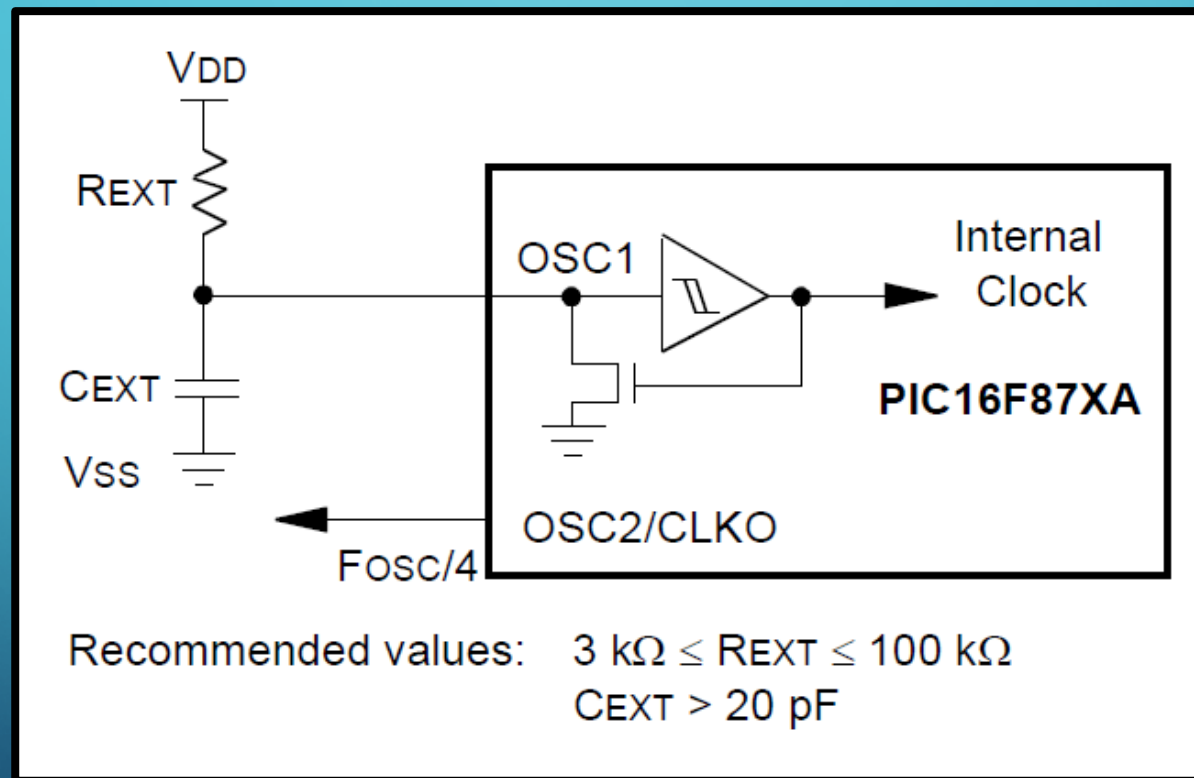 VDD
REXT
OSC1
Internal
Clock
CEXT
PIC16F87XA
VSS
OSC2/CLKO
FOSC/4
Recommended values: 3 kΩ ≤ REXT ≤ 100 kΩ
CEXT > 20 pF